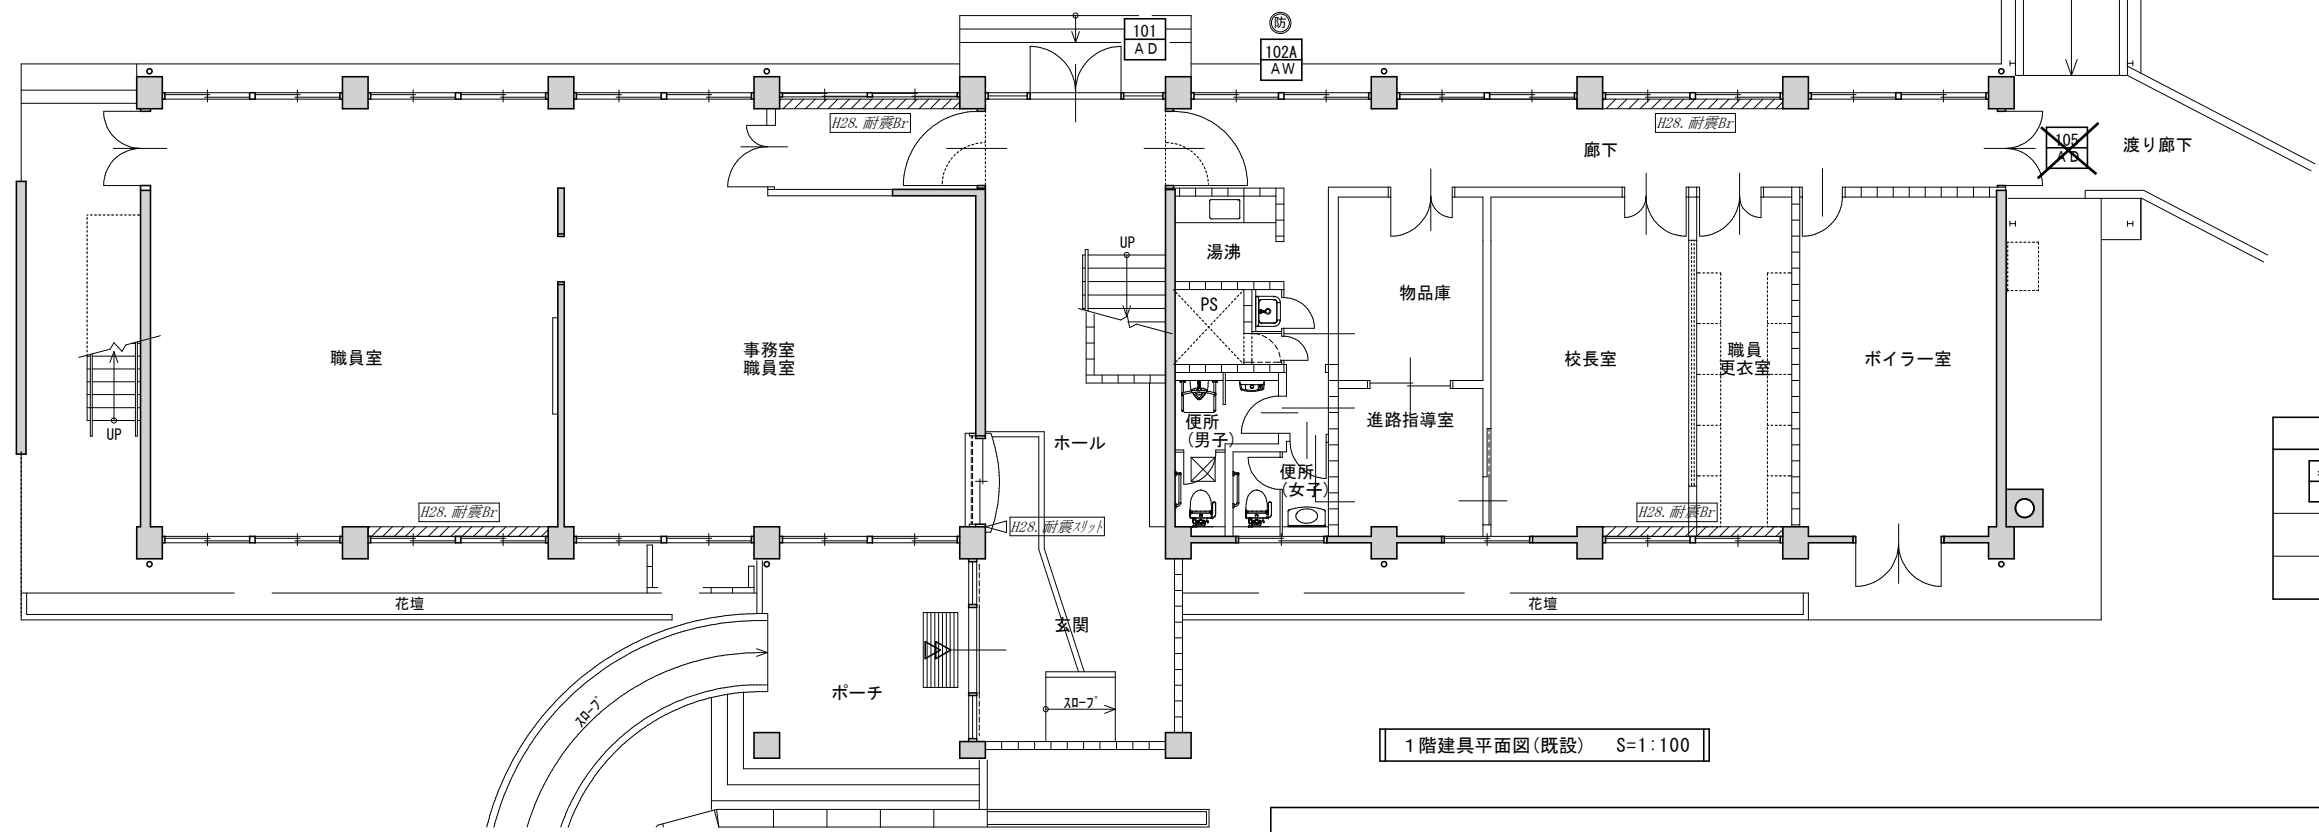 防
101
AD
102A
AW
H28. 耐震Br
H28. 耐震Br
廊下
105
AD
渡り廊下
UP
湯沸
PS
物品庫
職員室
事務室
職員室
校長室
職員
更衣室
ボイラー室
UP
進路指導室
便所
(男子)
ホール
便所
(女子)
H28. 耐震Br
H28. 耐震Br
H28. 耐震スリット
花壇
花壇
玄関
ポーチ
スロープ
スロープ
1階建具平面図(既設) S=1:100